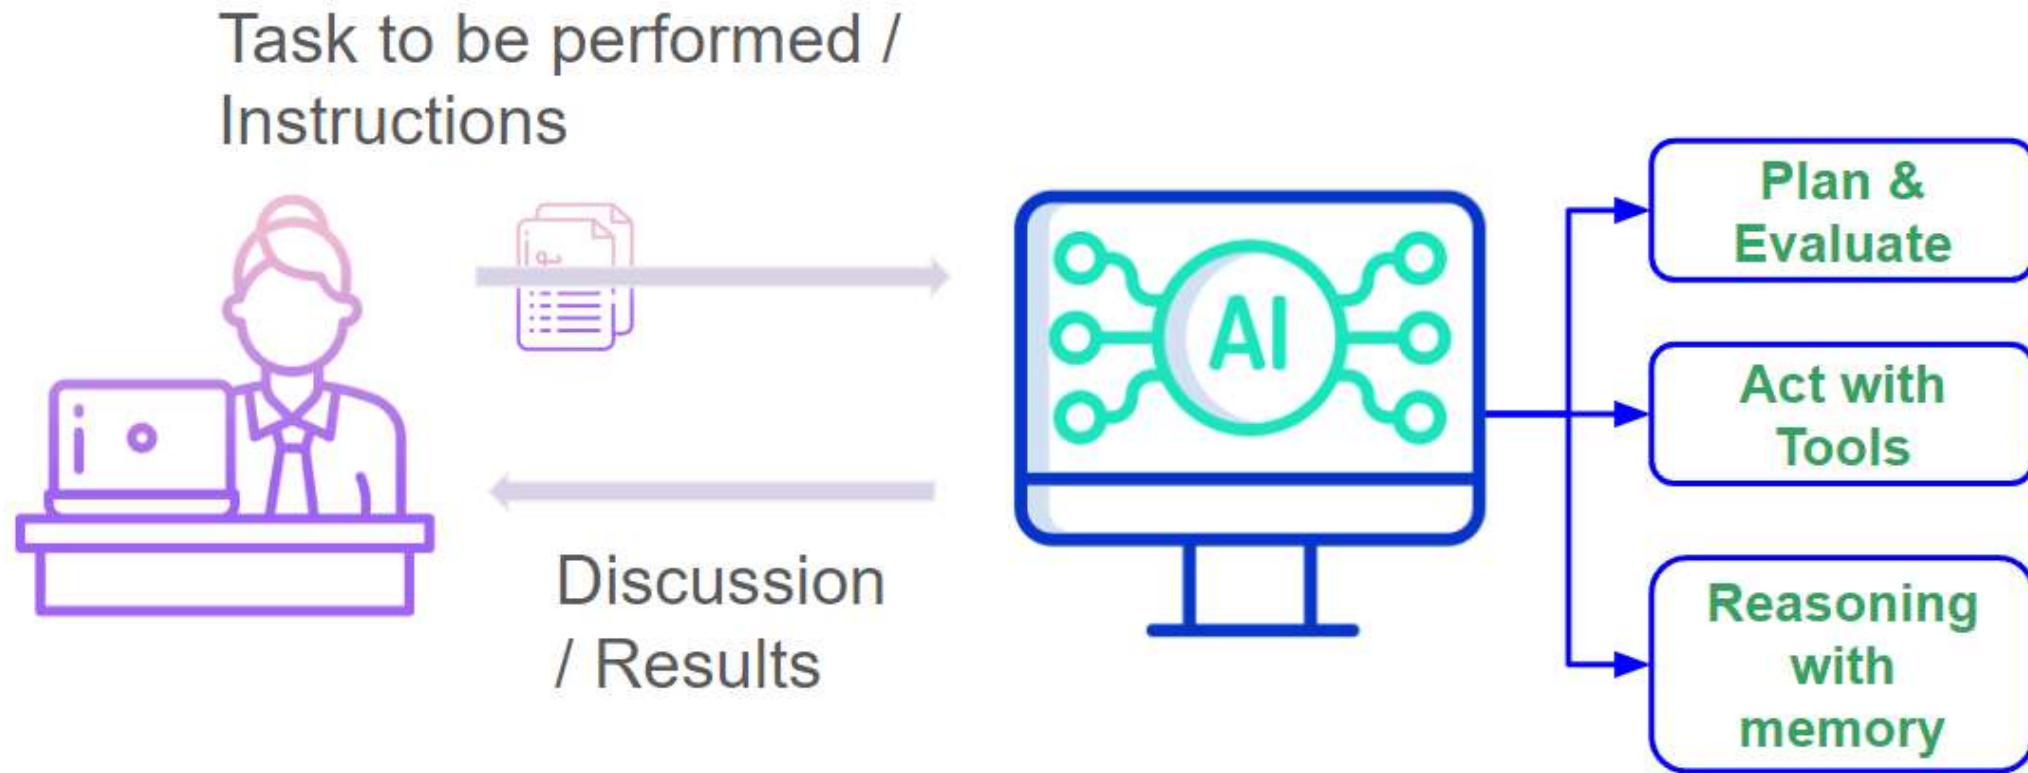 Task to be performed /
Instructions
AI
Plan &
Evaluate
Act with
Tools
Reasoning
with
memory
Discussion
/ Results